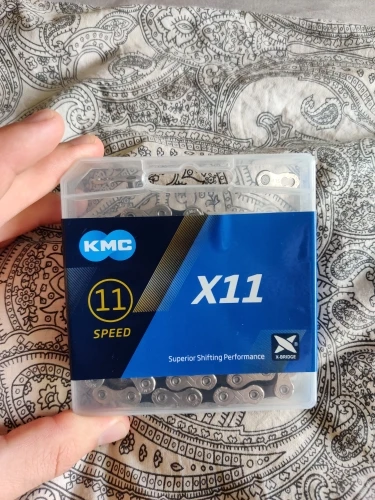 KMC
11
SPEED
X11
Superior Shifting Performance
X-BRIDGE